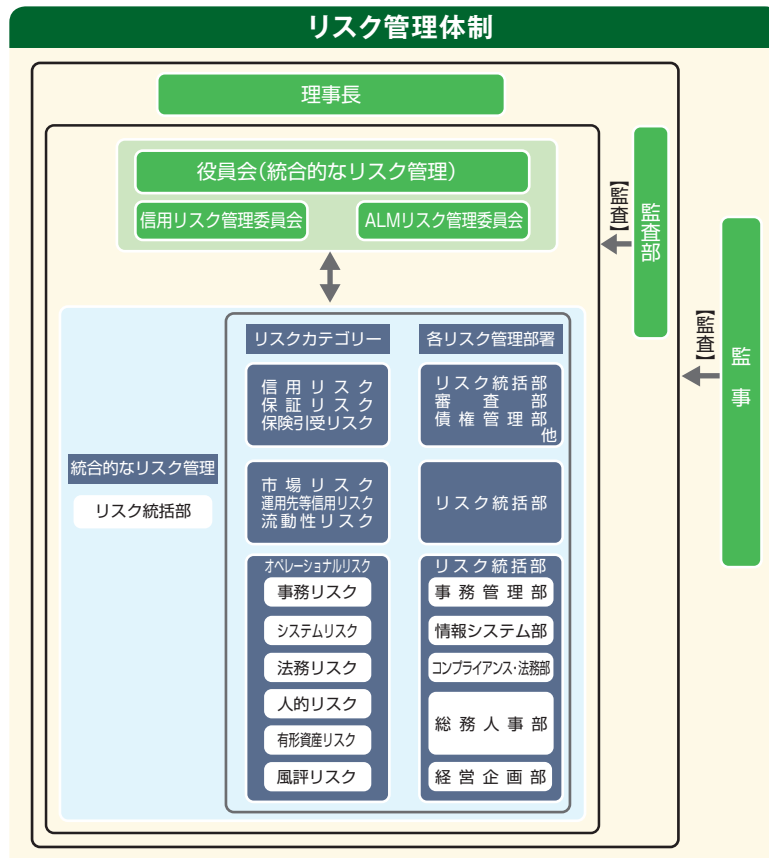 リスク管理体制
理事長
役員会(統合的なリスク管理)
信用リスク管理委員会
ALMリスク管理委員会
【監査】
監査部
【監査】
監事
統合的なリスク管理
リスク統括部
リスクカテゴリー
各リスク管理部署
信用リスク
保証リスク
保険引受リスク
リスク統括部
審査部
債権管理部
他
市場リスク
運用先等信用リスク
流動性リスク
リスク統括部
オペレーショナルリスク
リスク統括部
事務リスク
事務管理部
システムリスク
情報システム部
法務リスク
コンプライアンス・法務部
人的リスク
有形資産リスク
総務人事部
風評リスク
経営企画部